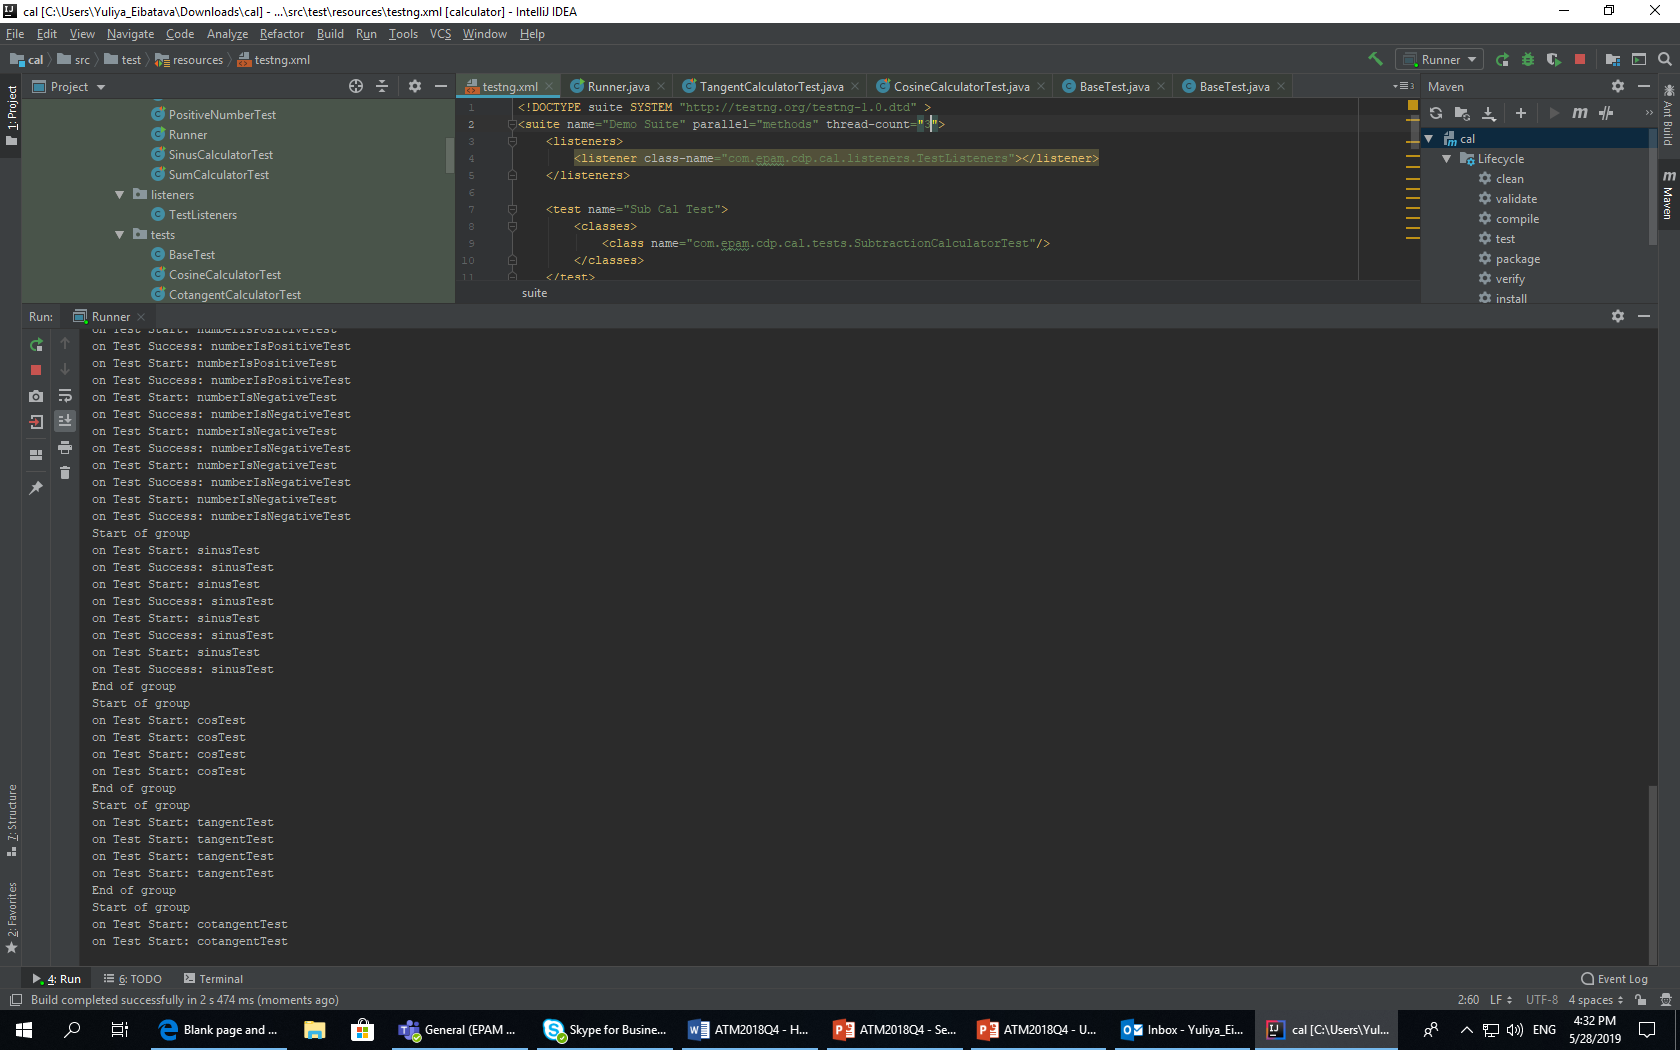 cal [C:\Users\Yuliya_Eibatava\Downloads\cal] - ...\src\test\resources\testng.xml [calculator] - IntelliJ IDEA
File Edit View Navigate Code Analyze Refactor Build Run Tools VCS Window Help
cal src test resources testng.xml
Runner
Project
testng.xml Runner.java TangentCalculatorTest.java CosineCalculatorTest.java BaseTest.java BaseTest.java
Maven
1: Project
PositiveNumberTest
Runner
SinusCalculatorTest
SumCalculatorTest
listeners
TestListeners
tests
BaseTest
CosineCalculatorTest
CotangentCalculatorTest
1 <!DOCTYPE suite SYSTEM "http://testng.org/testng-1.0.dtd" >
2 <suite name="Demo Suite" parallel="methods" thread-count="3">
3 <listeners>
4 <listener class-name="com.epam.cdp.cal.listeners.TestListeners"></listener>
5 </listeners>
6
7 <test name="Sub Cal Test">
8 <classes>
9 <class name="com.epam.cdp.cal.tests.SubtractionCalculatorTest"/>
10 </classes>
11 </test>
suite
cal
Lifecycle
clean
validate
compile
test
package
verify
install
Ant Build
Maven
Run: Runner
on Test Start: numberIsPositiveTest
on Test Success: numberIsPositiveTest
on Test Start: numberIsPositiveTest
on Test Success: numberIsPositiveTest
on Test Start: numberIsNegativeTest
on Test Success: numberIsNegativeTest
on Test Start: numberIsNegativeTest
on Test Success: numberIsNegativeTest
on Test Start: numberIsNegativeTest
on Test Success: numberIsNegativeTest
on Test Start: numberIsNegativeTest
on Test Success: numberIsNegativeTest
Start of group
on Test Start: sinusTest
on Test Success: sinusTest
on Test Start: sinusTest
on Test Success: sinusTest
on Test Start: sinusTest
on Test Success: sinusTest
on Test Start: sinusTest
on Test Success: sinusTest
End of group
Start of group
on Test Start: cosTest
on Test Start: cosTest
on Test Start: cosTest
on Test Start: cosTest
End of group
Start of group
on Test Start: tangentTest
on Test Start: tangentTest
on Test Start: tangentTest
on Test Start: tangentTest
End of group
Start of group
on Test Start: cotangentTest
on Test Start: cotangentTest
7: Structure
2: Favorites
4: Run 6: TODO Terminal
Event Log
Build completed successfully in 2 s 474 ms (moments ago)
2:60 LF UTF-8 4 spaces
Blank page and ...
General (EPAM ...
Skype for Busine...
ATM2018Q4 - H...
ATM2018Q4 - Se...
ATM2018Q4 - U...
Inbox - Yuliya_Ei...
cal [C:\Users\Yul...
ENG
4:32 PM
5/28/2019